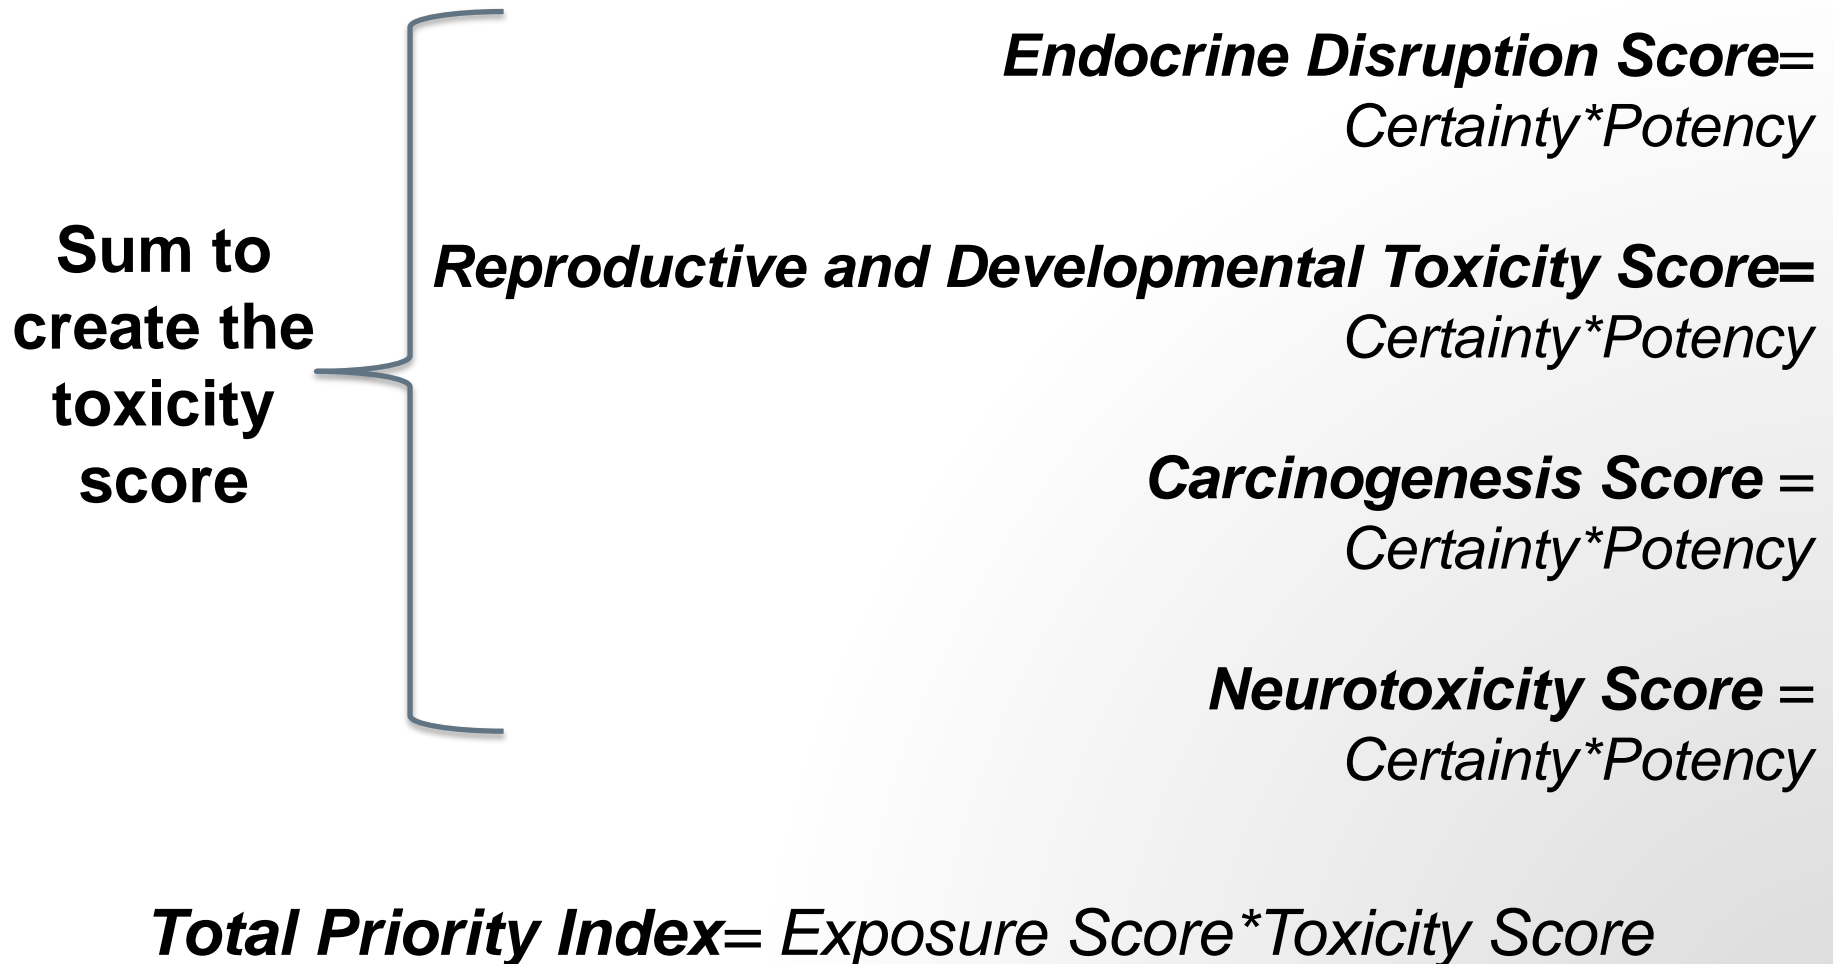 Sum to
create the
toxicity
score
Endocrine Disruption Score=
Certainty*Potency
Reproductive and Developmental Toxicity Score=
Certainty*Potency
Carcinogenesis Score =
Certainty*Potency
Neurotoxicity Score =
Certainty*Potency
Total Priority Index= Exposure Score*Toxicity Score